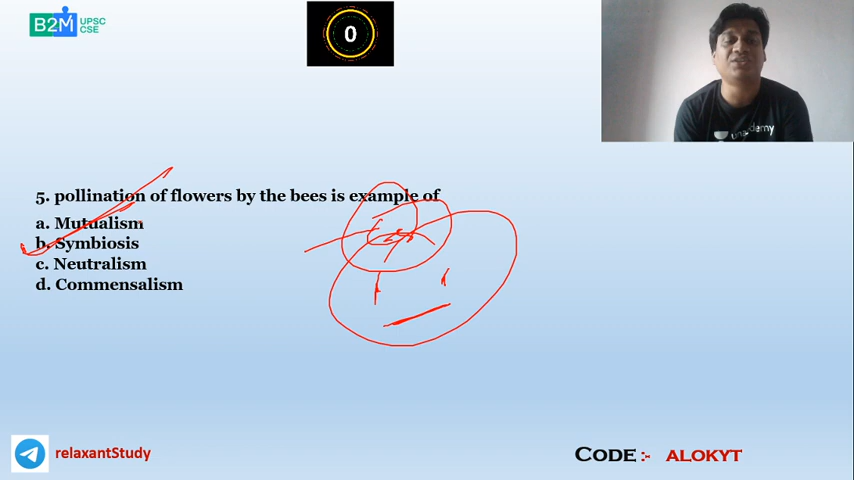 B2M UPSC
CSE
0
unacademy
5. pollination of flowers by the bees is example of
a. Mutualism
b. Symbiosis
c. Neutralism
d. Commensalism
relaxantStudy
CODE :- ALOKYT